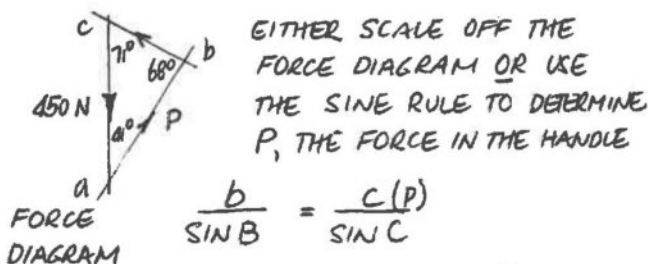 c
71°
68°
b
450 N
41°
P
a
FORCE
DIAGRAM
EITHER SCALE OFF THE
FORCE DIAGRAM OR USE
THE SINE RULE TO DETERMINE
P, THE FORCE IN THE HANDLE
b / SIN B = c (P) / SIN C